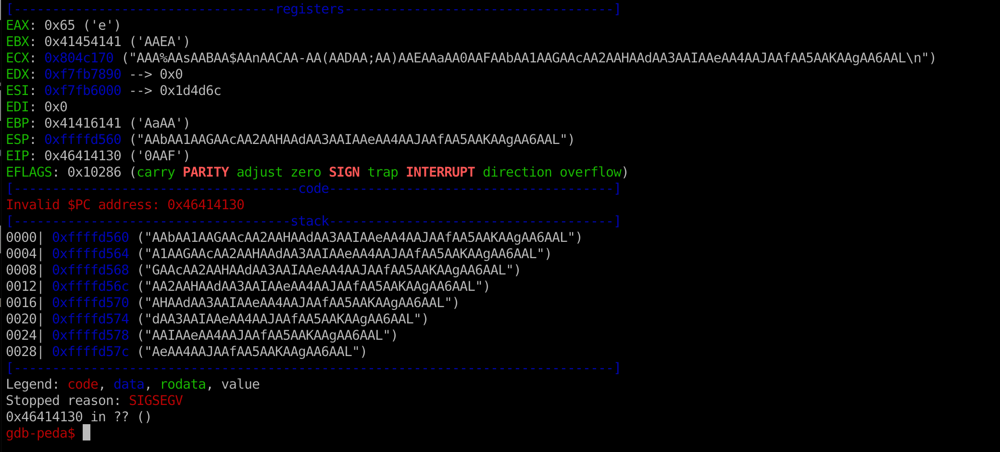 [----------------------------------registers-----------------------------------]
EAX: 0x65 ('e')
EBX: 0x41454141 ('AAEA')
ECX: 0x804c170 ("AAA%AAsAABAA$AAnAACAA-AA(AADAA;AA)AAEAAaAA0AAFAAbAA1AAGAAcAA2AAHAAdAA3AAIAAeAA4AAJAAfAA5AAKAAgAA6AAL\n")
EDX: 0xf7fb7890 --> 0x0
ESI: 0xf7fb6000 --> 0x1d4d6c
EDI: 0x0
EBP: 0x41416141 ('AaAA')
ESP: 0xffffd560 ("AAbAA1AAGAAcAA2AAHAAdAA3AAIAAeAA4AAJAAfAA5AAKAAgAA6AAL")
EIP: 0x46414130 ('0AAF')
EFLAGS: 0x10286 (carry PARITY adjust zero SIGN trap INTERRUPT direction overflow)
[-------------------------------------code-------------------------------------]
Invalid $PC address: 0x46414130
[------------------------------------stack-------------------------------------]
0000| 0xffffd560 ("AAbAA1AAGAAcAA2AAHAAdAA3AAIAAeAA4AAJAAfAA5AAKAAgAA6AAL")
0004| 0xffffd564 ("A1AAGAAcAA2AAHAAdAA3AAIAAeAA4AAJAAfAA5AAKAAgAA6AAL")
0008| 0xffffd568 ("GAAcAA2AAHAAdAA3AAIAAeAA4AAJAAfAA5AAKAAgAA6AAL")
0012| 0xffffd56c ("AA2AAHAAdAA3AAIAAeAA4AAJAAfAA5AAKAAgAA6AAL")
0016| 0xffffd570 ("AHAAdAA3AAIAAeAA4AAJAAfAA5AAKAAgAA6AAL")
0020| 0xffffd574 ("dAA3AAIAAeAA4AAJAAfAA5AAKAAgAA6AAL")
0024| 0xffffd578 ("AAIAAeAA4AAJAAfAA5AAKAAgAA6AAL")
0028| 0xffffd57c ("AeAA4AAJAAfAA5AAKAAgAA6AAL")
[------------------------------------------------------------------------------]
Legend: code, data, rodata, value
Stopped reason: SIGSEGV
0x46414130 in ?? ()
gdb-peda$